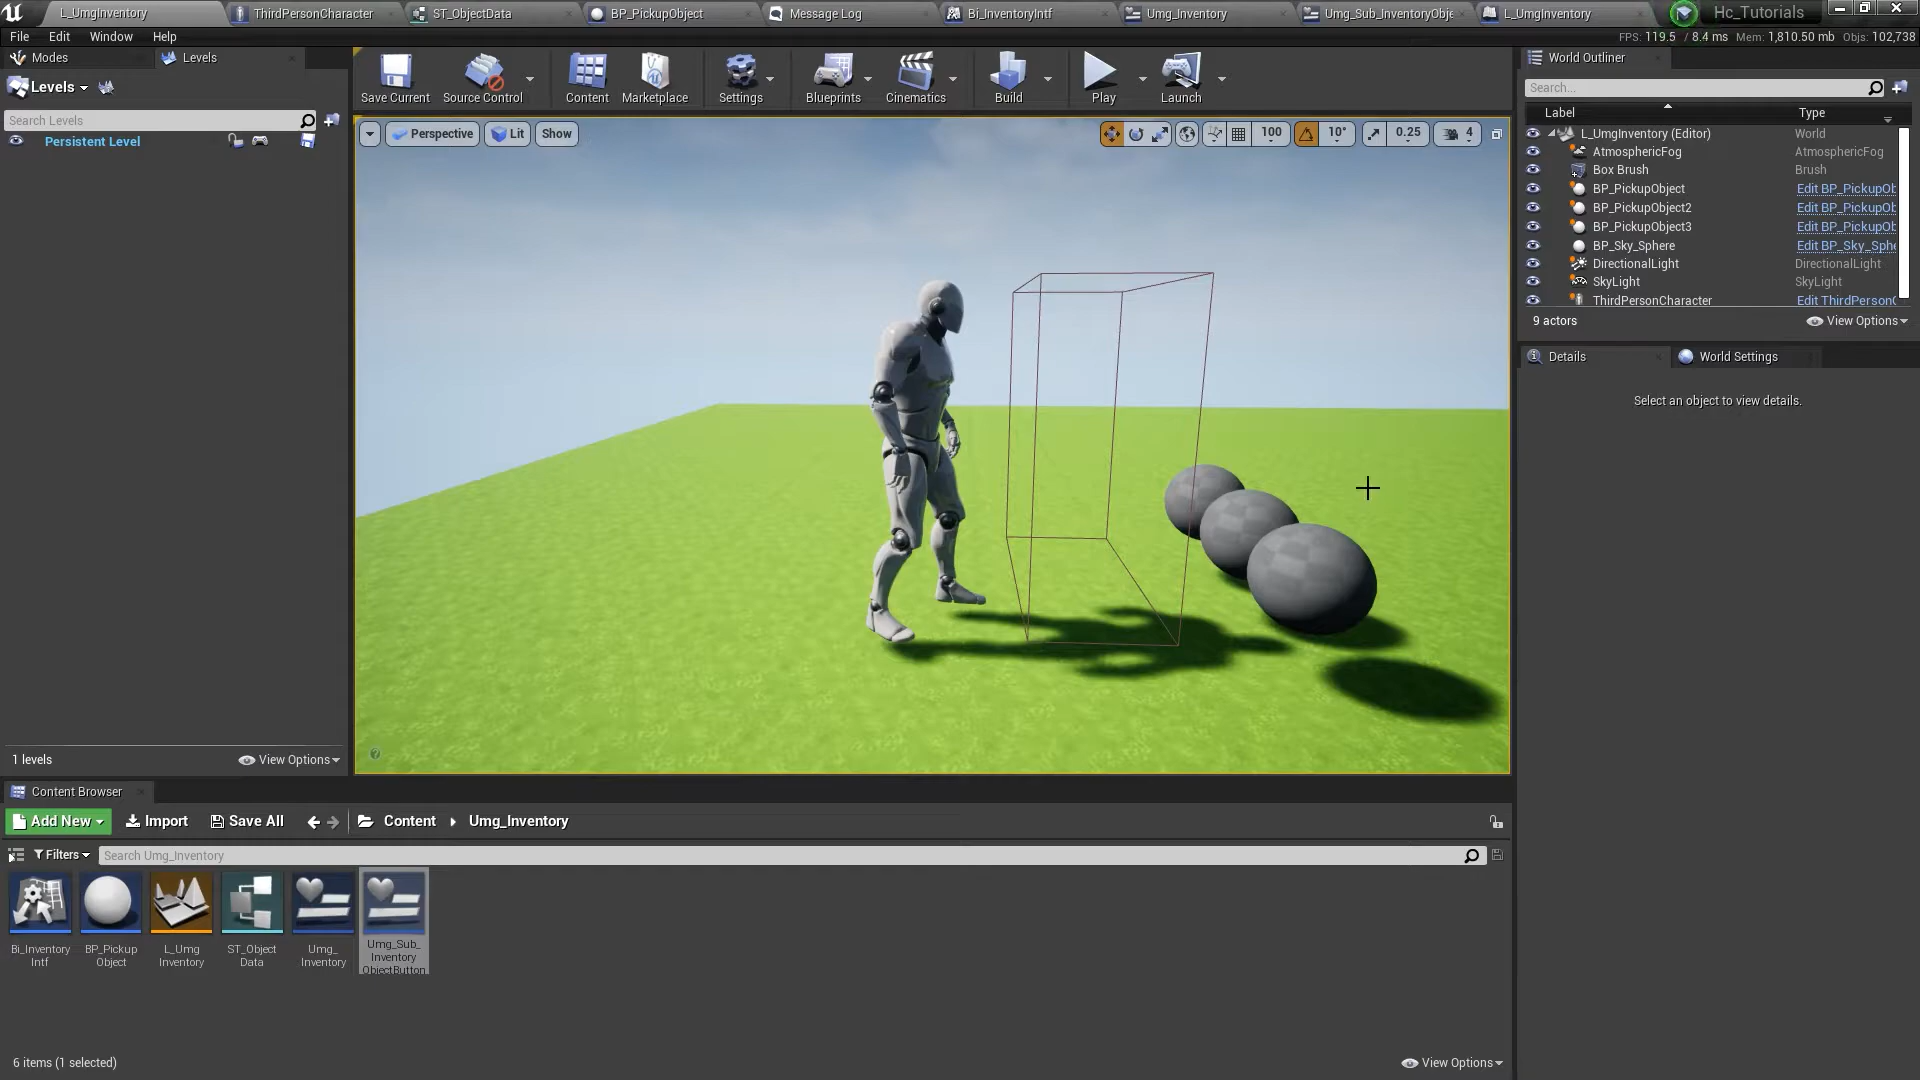 L_UmgInventory
ThirdPersonCharacter
ST_ObjectData
BP_PickupObject
Message Log
Bi_InventoryIntf
Umg_Inventory
Umg_Sub_InventoryObje
L_UmgInventory
Hc_Tutorials
File Edit Window Help
FPS: 119.5 / 8.4 ms Mem: 1,810.50 mb Objs: 102,738
Modes
Levels
Levels
Search Levels
Persistent Level
1 levels
View Options
Save Current
Source Control
Content
Marketplace
Settings
Blueprints
Cinematics
Build
Play
Launch
Perspective
Lit
Show
100
10°
0.25
4
World Outliner
Search...
Label Type
L_UmgInventory (Editor) World
AtmosphericFog AtmosphericFog
Box Brush Brush
BP_PickupObject Edit BP_PickupOb
BP_PickupObject2 Edit BP_PickupOb
BP_PickupObject3 Edit BP_PickupOb
BP_Sky_Sphere Edit BP_Sky_Sphe
DirectionalLight DirectionalLight
SkyLight SkyLight
ThirdPersonCharacter Edit ThirdPersonC
9 actors
View Options
Details
World Settings
Select an object to view details.
Content Browser
Add New
Import
Save All
Content
Umg_Inventory
Filters
Search Umg_Inventory
Bi_Inventory
Intf
BP_Pickup
Object
L_Umg
Inventory
ST_Object
Data
Umg_
Inventory
Umg_Sub_
Inventory
ObjectButton
6 items (1 selected)
View Options